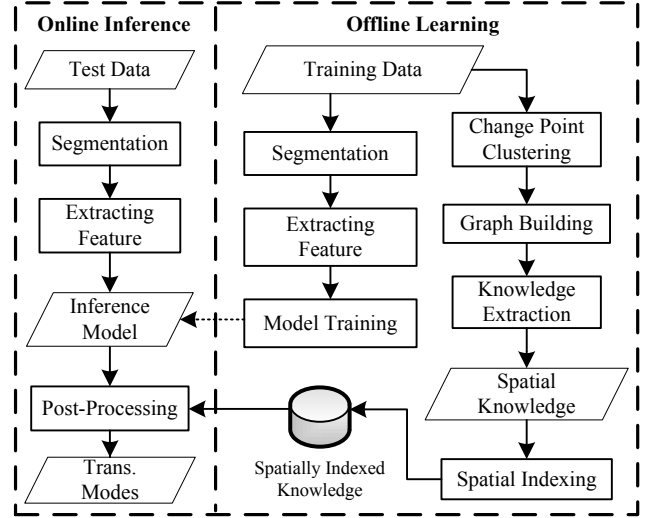 Online Inference
Offline Learning
Test Data
Segmentation
Extracting
Feature
Inference
Model
Post-Processing
Trans.
Modes
Training Data
Segmentation
Extracting
Feature
Model Training
Change Point
Clustering
Graph Building
Knowledge
Extraction
Spatial
Knowledge
Spatial Indexing
Spatially Indexed
Knowledge